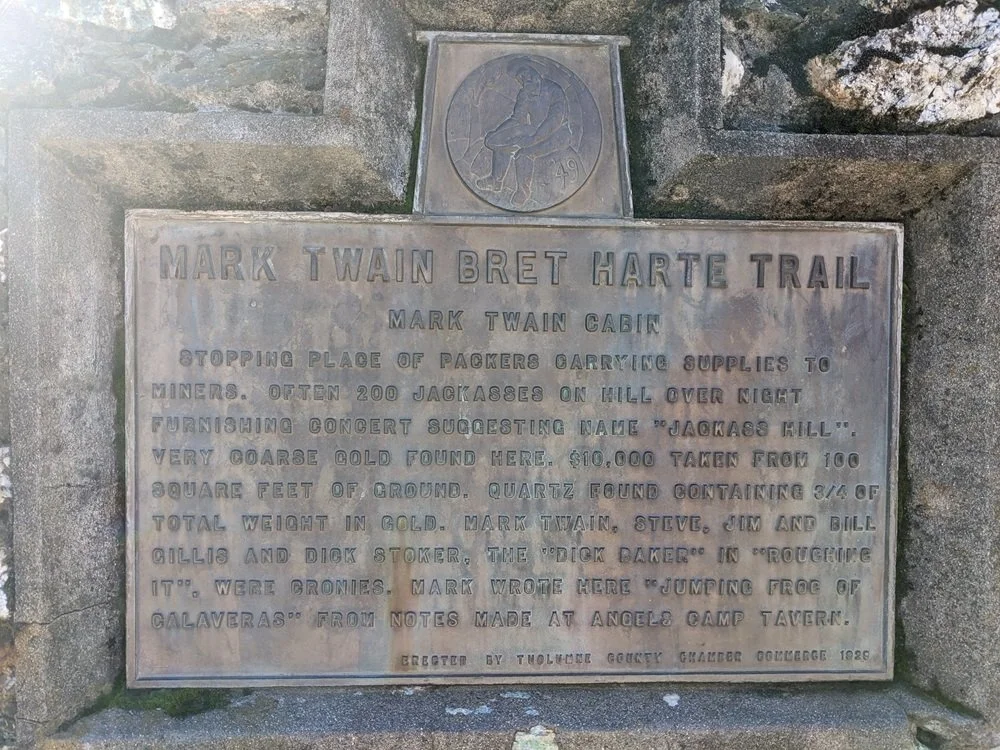 '49
MARK TWAIN BRET HARTE TRAIL
MARK TWAIN CABIN
STOPPING PLACE OF PACKERS CARRYING SUPPLIES TO
MINERS. OFTEN 200 JACKASSES ON HILL OVER NIGHT
FURNISHING CONCERT SUGGESTING NAME "JACKASS HILL".
VERY COARSE GOLD FOUND HERE. $10,000 TAKEN FROM 100
SQUARE FEET OF GROUND. QUARTZ FOUND CONTAINING 3/4 OF
TOTAL WEIGHT IN GOLD. MARK TWAIN, STEVE, JIM AND BILL
GILLIS AND DICK STOKER, THE "DICK BAKER" IN "ROUGHING
IT", WERE CRONIES. MARK WROTE HERE "JUMPING FROG OF
CALAVERAS" FROM NOTES MADE AT ANGELS CAMP TAVERN.
ERECTED BY TUOLUMNE COUNTY CHAMBER COMMERCE 1929